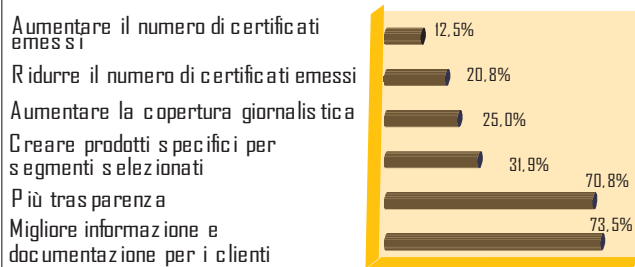 Aumentare il numero di certificati
emessi
12,5%
Ridurre il numero di certificati emessi
20,8%
Aumentare la copertura giornalistica
25,0%
Creare prodotti specifici per
segmenti selezionati
31,9%
Più trasparenza
70,8%
Migliore informazione e
documentazione per i clienti
73,5%